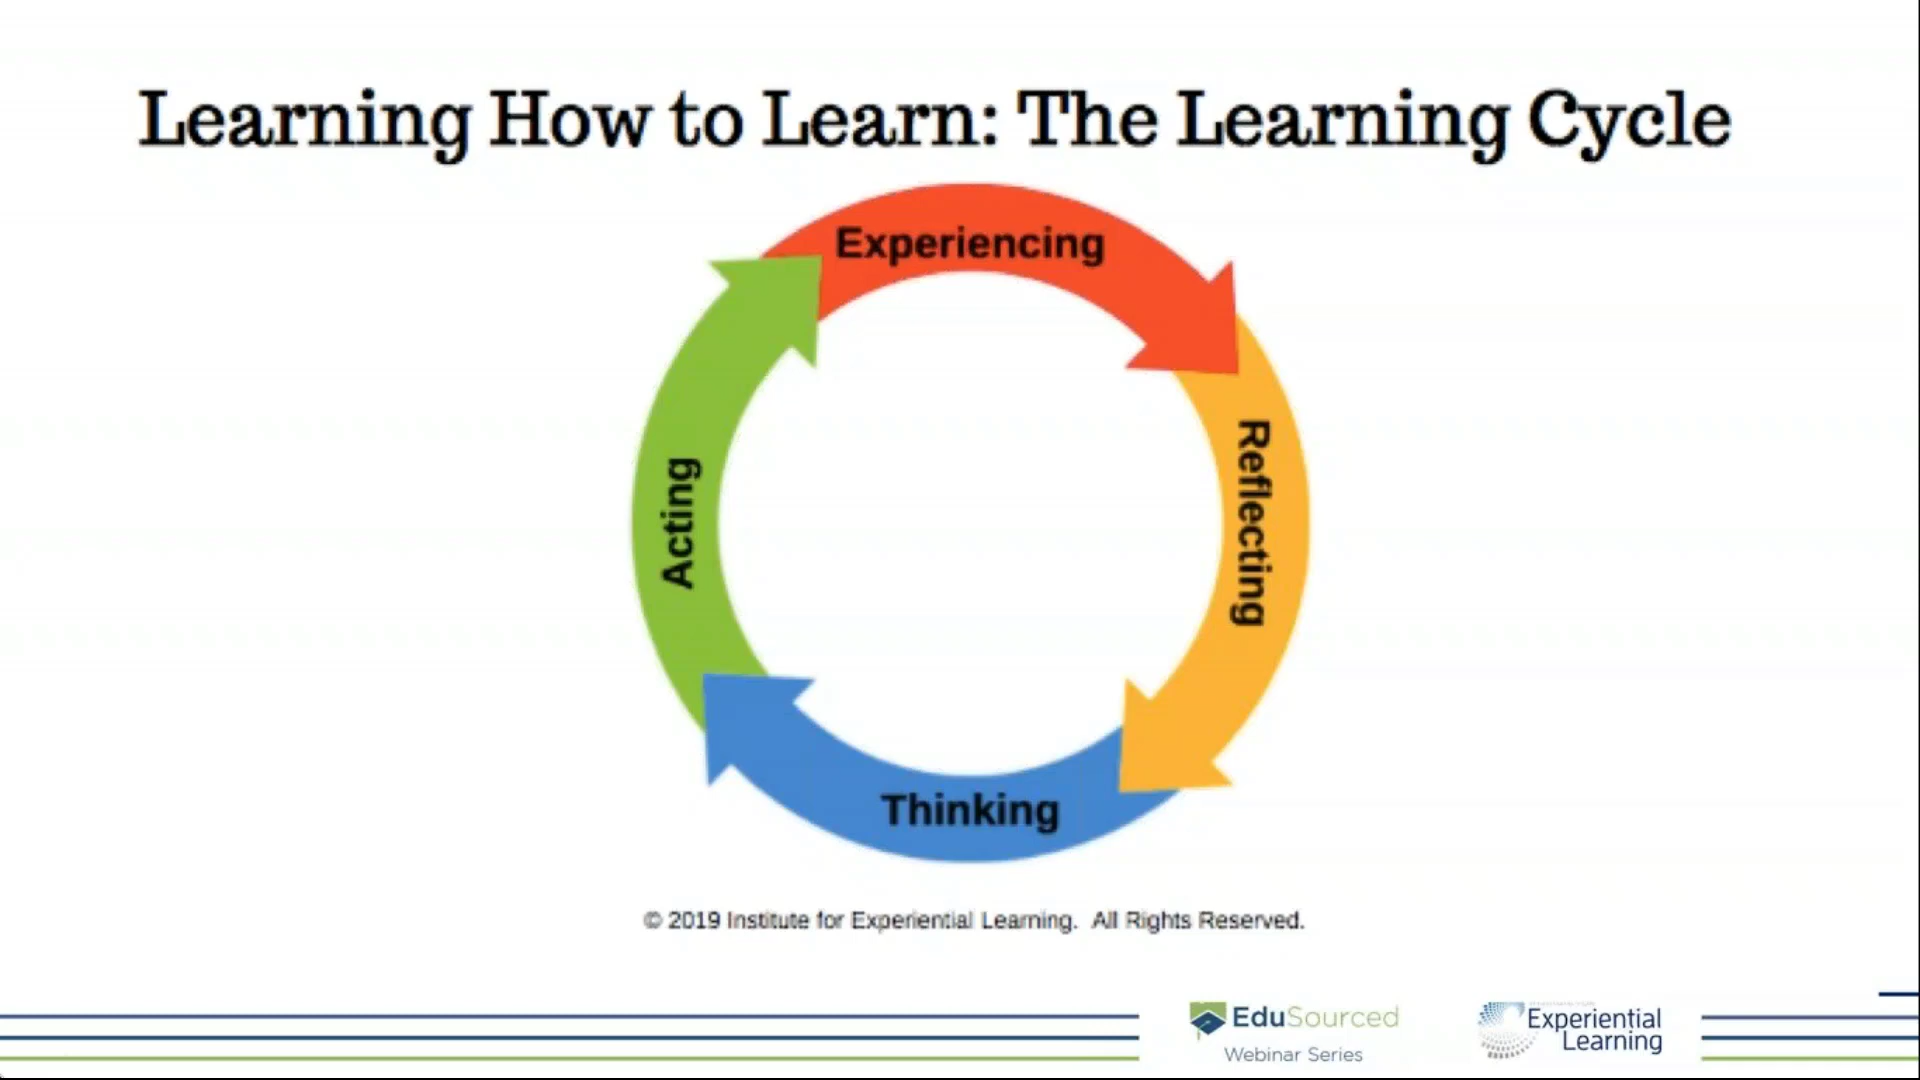 Learning How to Learn: The Learning Cycle
Experiencing
Reflecting
Acting
Thinking
© 2019 Institute for Experiential Learning. All Rights Reserved.
EduSourced
Webinar Series
Experiential
Learning